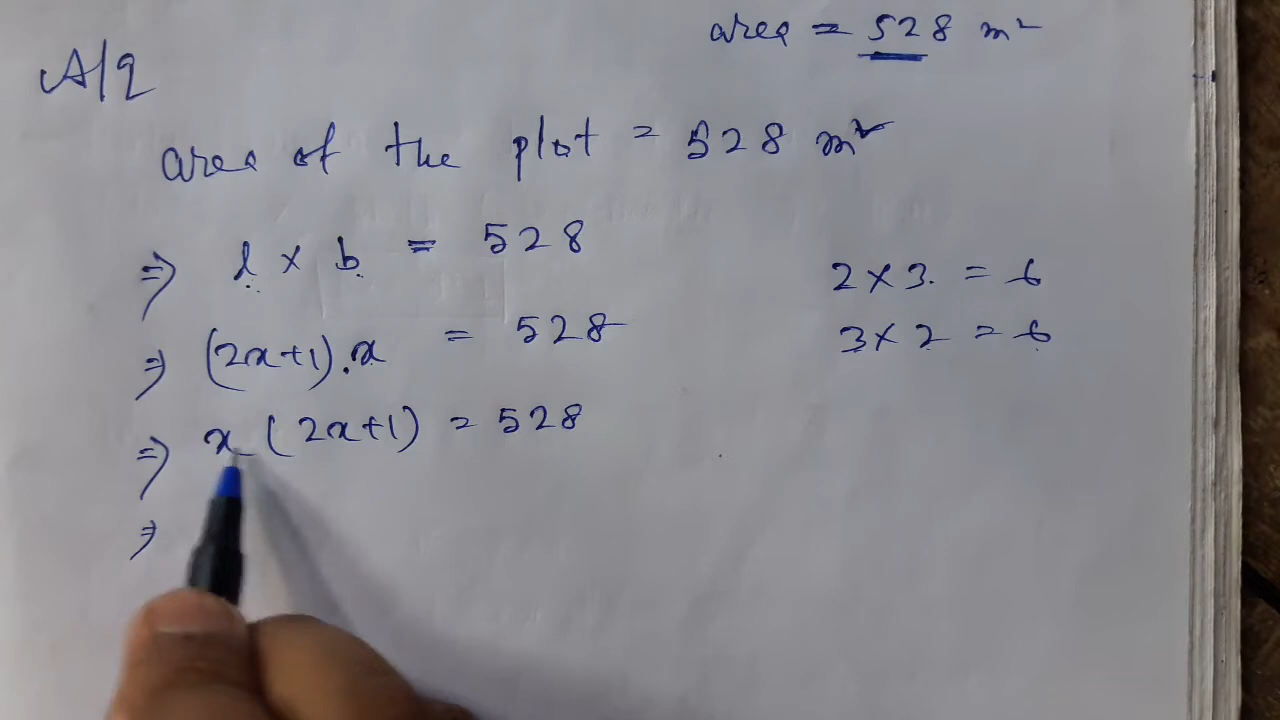 area = 528 m²
A/q
area of the plot = 528 m²
⇒ l × b = 528
⇒ (2x+1).x = 528
⇒ x (2x+1) = 528
⇒
2×3 = 6
3×2 = 6